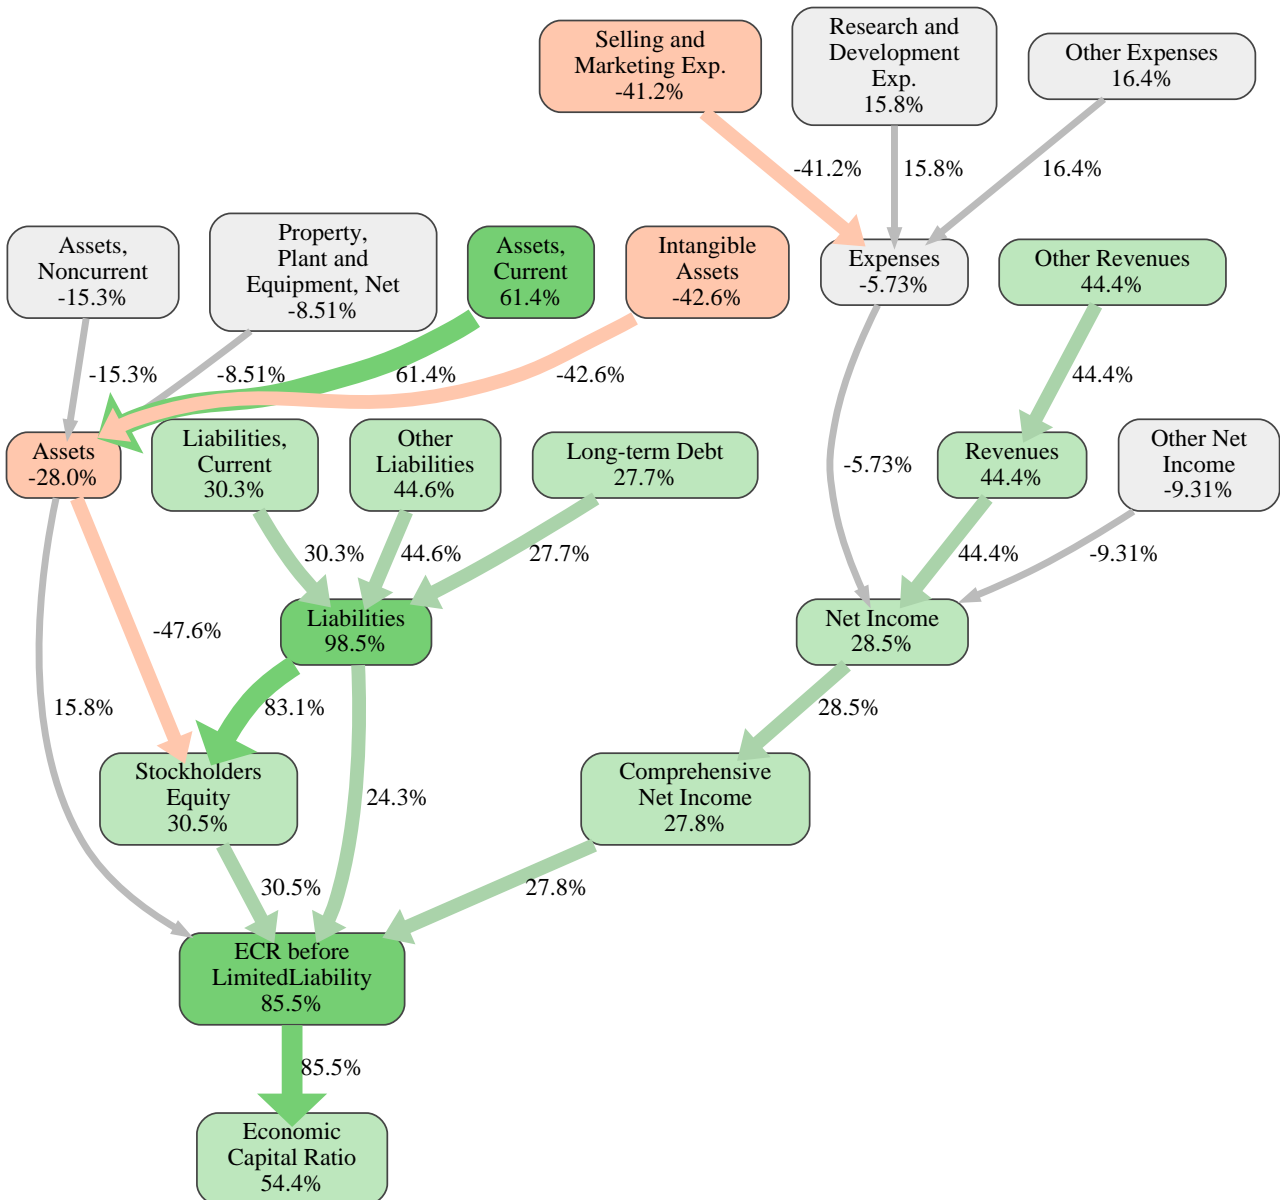 Selling and
Marketing Exp.
-41.2%
Research and
Development
Exp.
15.8%
Other Expenses
16.4%
-41.2%
15.8%
16.4%
Assets,
Noncurrent
-15.3%
Property,
Plant and
Equipment, Net
-8.51%
Assets,
Current
61.4%
Intangible
Assets
-42.6%
Expenses
-5.73%
Other Revenues
44.4%
-15.3%
-8.51%
61.4%
-42.6%
44.4%
Assets
-28.0%
Liabilities,
Current
30.3%
Other
Liabilities
44.6%
Long-term Debt
27.7%
-5.73%
Revenues
44.4%
Other Net
Income
-9.31%
30.3%
44.6%
27.7%
44.4%
-9.31%
-47.6%
Liabilities
98.5%
Net Income
28.5%
15.8%
83.1%
28.5%
Stockholders
Equity
30.5%
24.3%
Comprehensive
Net Income
27.8%
30.5%
27.8%
ECR before
LimitedLiability
85.5%
85.5%
Economic
Capital Ratio
54.4%